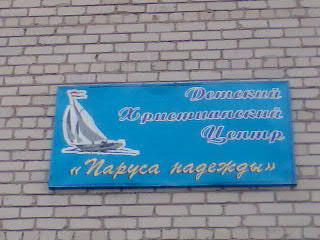 Детский
Христианский
Центр
«Паруса надежды»